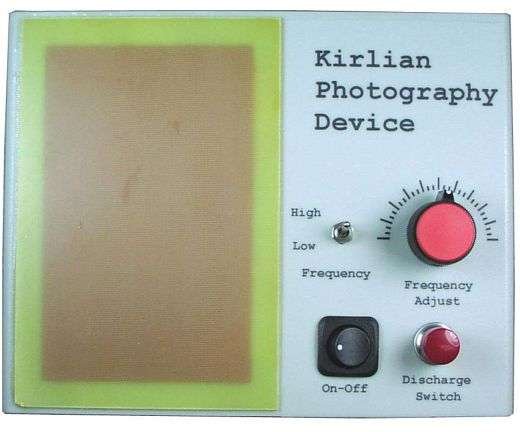 Kirlian
Photography
Device
High
Low
Frequency
Frequency
Adjust
On-Off
Discharge
Switch